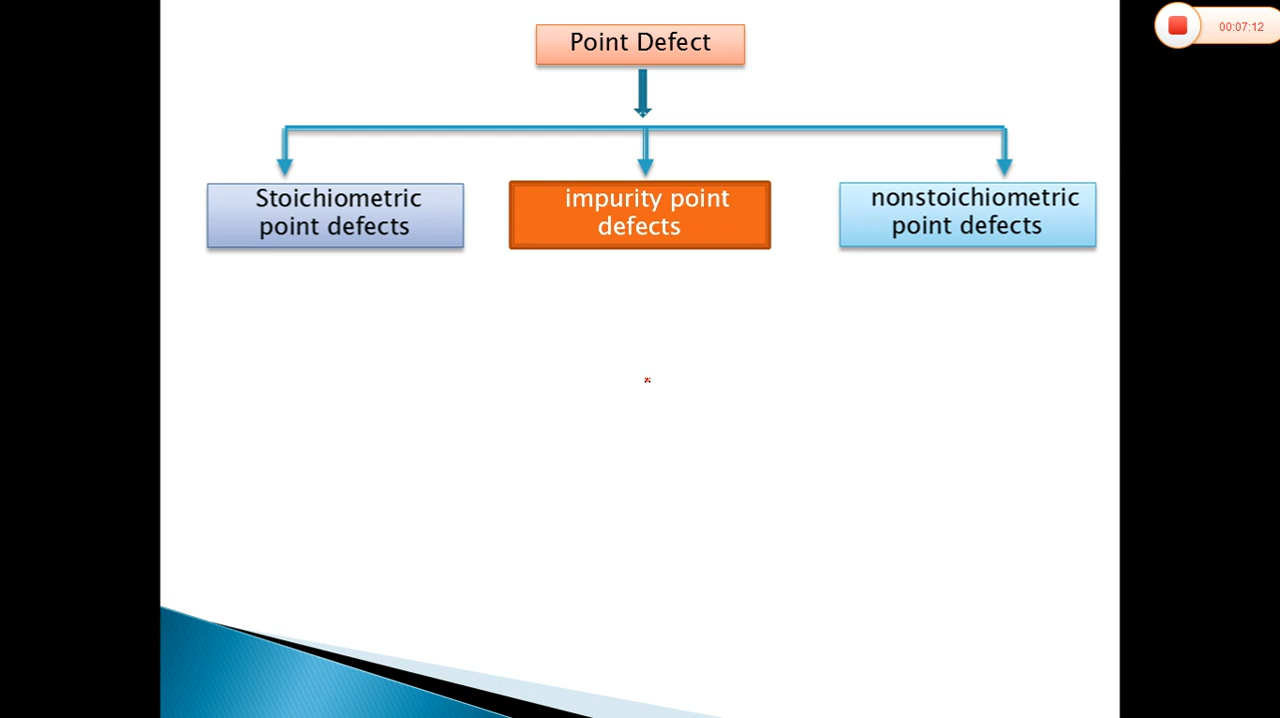 00:07:12
Point Defect
Stoichiometric
point defects
impurity point
defects
nonstoichiometric
point defects